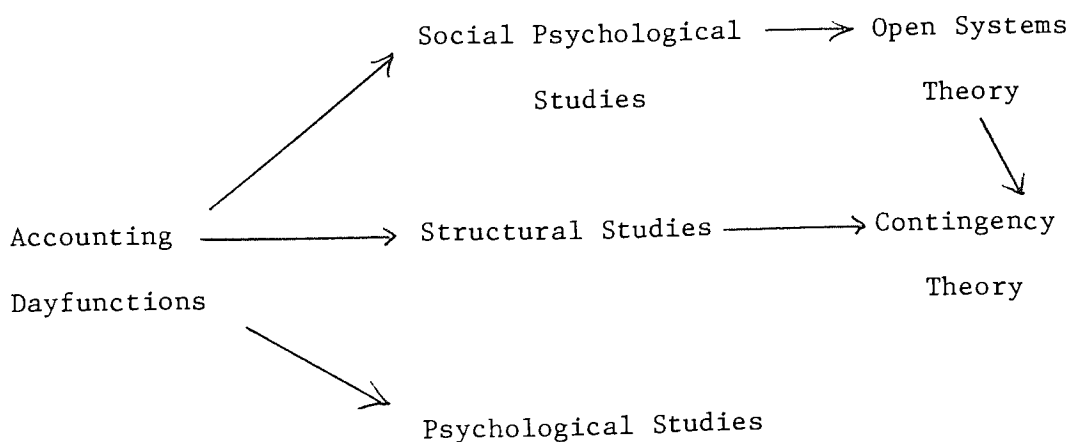 Social Psychological
Studies
Open Systems
Theory
Accounting
Dayfunctions
Structural Studies
Contingency
Theory
Psychological Studies